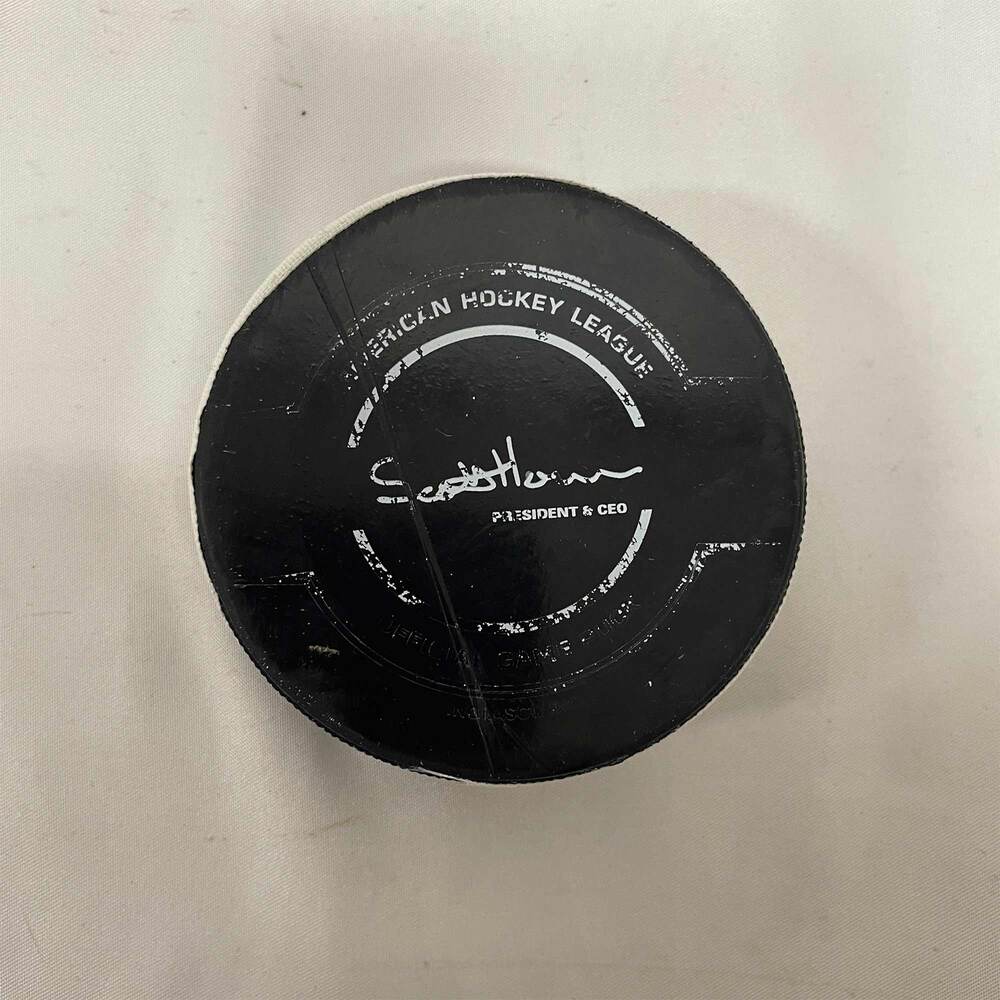 AMERICAN HOCKEY LEAGUE
Scott Howson
PRESIDENT & CEO
OFFICIAL GAME PUCK